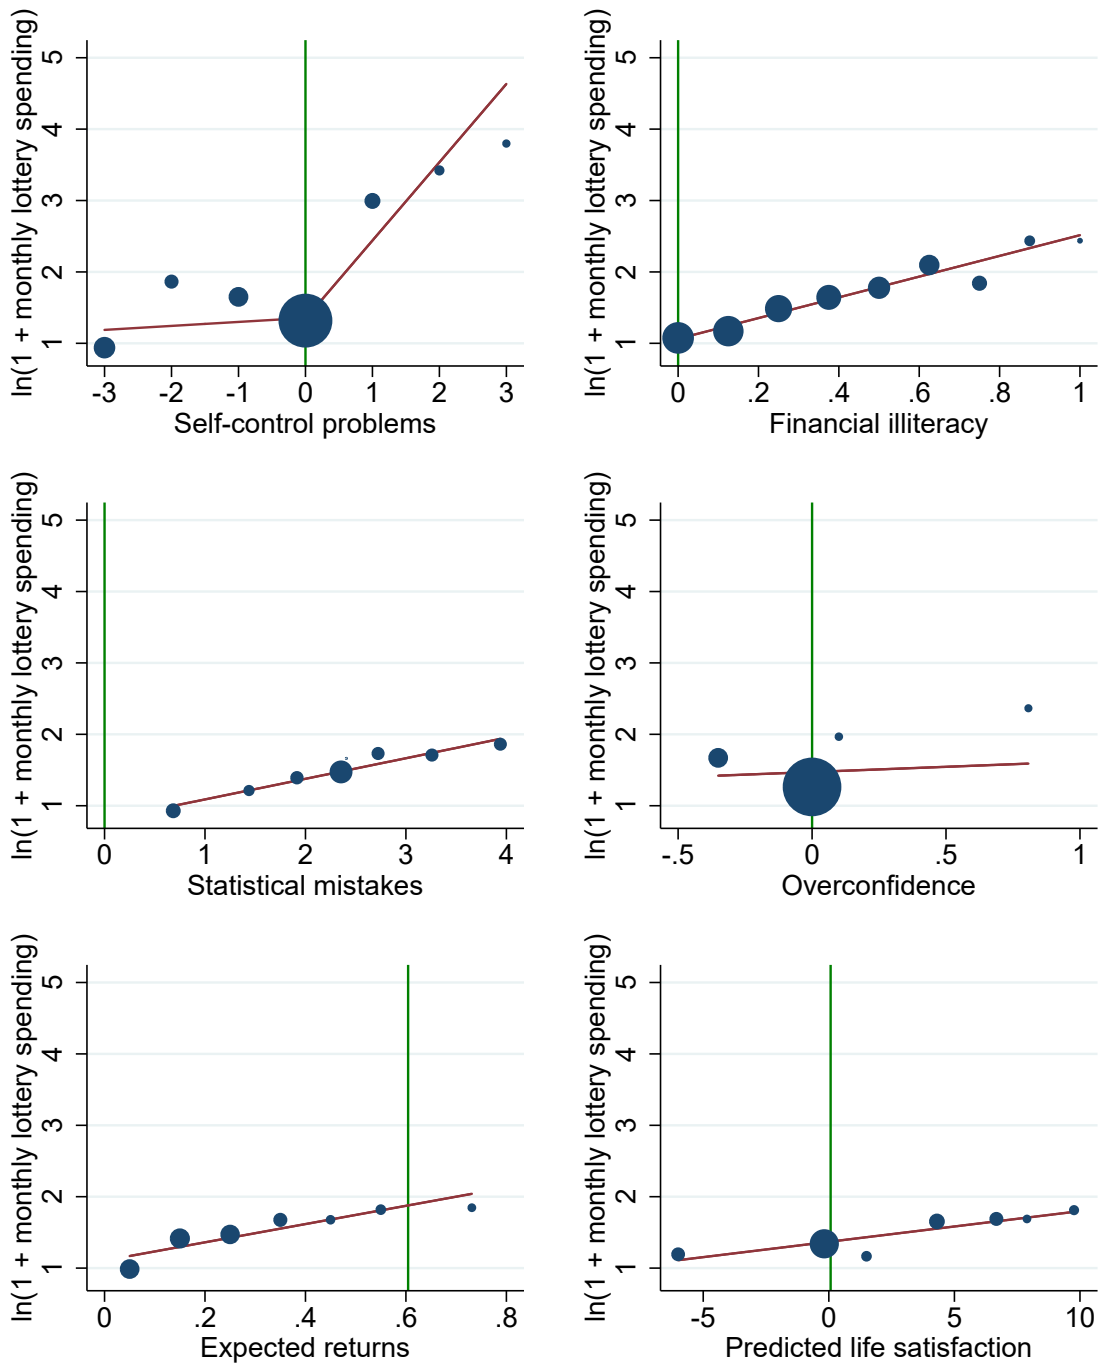 ln(1 + monthly lottery spending)
5
4
3
2
1
-3 -2 -1 0 1 2 3
Self-control problems
ln(1 + monthly lottery spending)
5
4
3
2
1
0 .2 .4 .6 .8 1
Financial illiteracy
ln(1 + monthly lottery spending)
5
4
3
2
1
0 1 2 3 4
Statistical mistakes
ln(1 + monthly lottery spending)
5
4
3
2
1
-.5 0 .5 1
Overconfidence
ln(1 + monthly lottery spending)
5
4
3
2
1
0 .2 .4 .6 .8
Expected returns
ln(1 + monthly lottery spending)
5
4
3
2
1
-5 0 5 10
Predicted life satisfaction